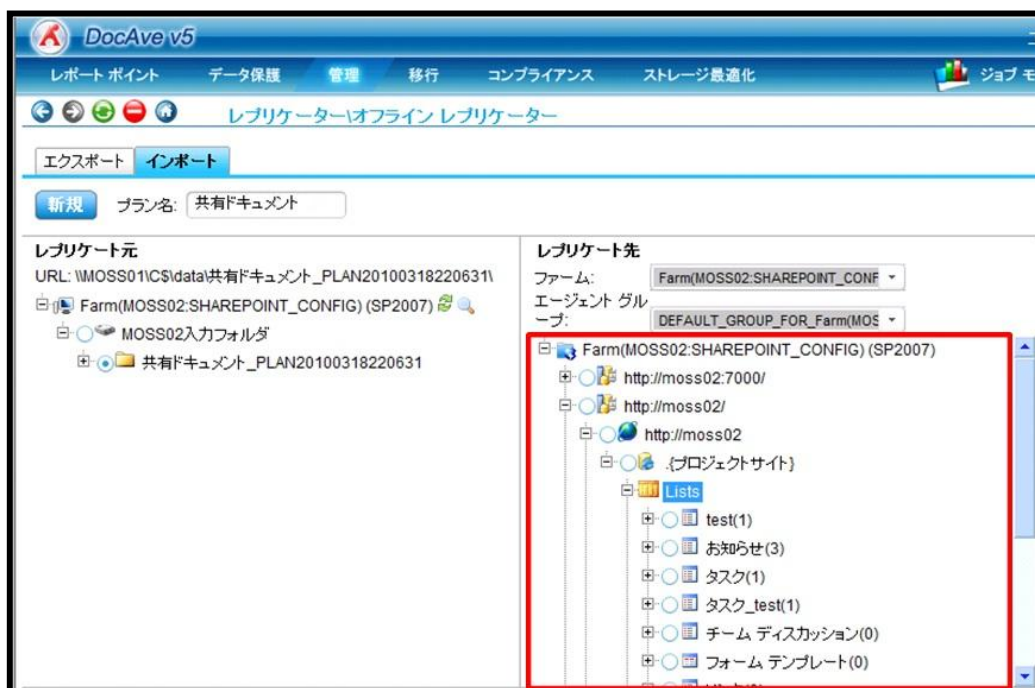 DocAve v5
レポート ポイント データ保護 管理 移行 コンプライアンス ストレージ最適化 ジョブ モ
レプリケーター\オフライン レプリケーター
エクスポート インポート
新規 プラン名: 共有ドキュメント
レプリケート元
URL: \\MOSS01\C$\data\共有ドキュメント_PLAN20100318220631\
Farm(MOSS02:SHAREPOINT_CONFIG) (SP2007)
MOSS02入力フォルダ
共有ドキュメント_PLAN20100318220631
レプリケート先
ファーム: Farm(MOSS02:SHAREPOINT_CONF
エージェント グル
ープ: DEFAULT_GROUP_FOR_Farm(MOS
Farm(MOSS02:SHAREPOINT_CONFIG) (SP2007)
http://moss02:7000/
http://moss02/
http://moss02
.{プロジェクトサイト}
Lists
test(1)
お知らせ(3)
タスク(1)
タスク_test(1)
チーム ディスカッション(0)
フォーム テンプレート(0)